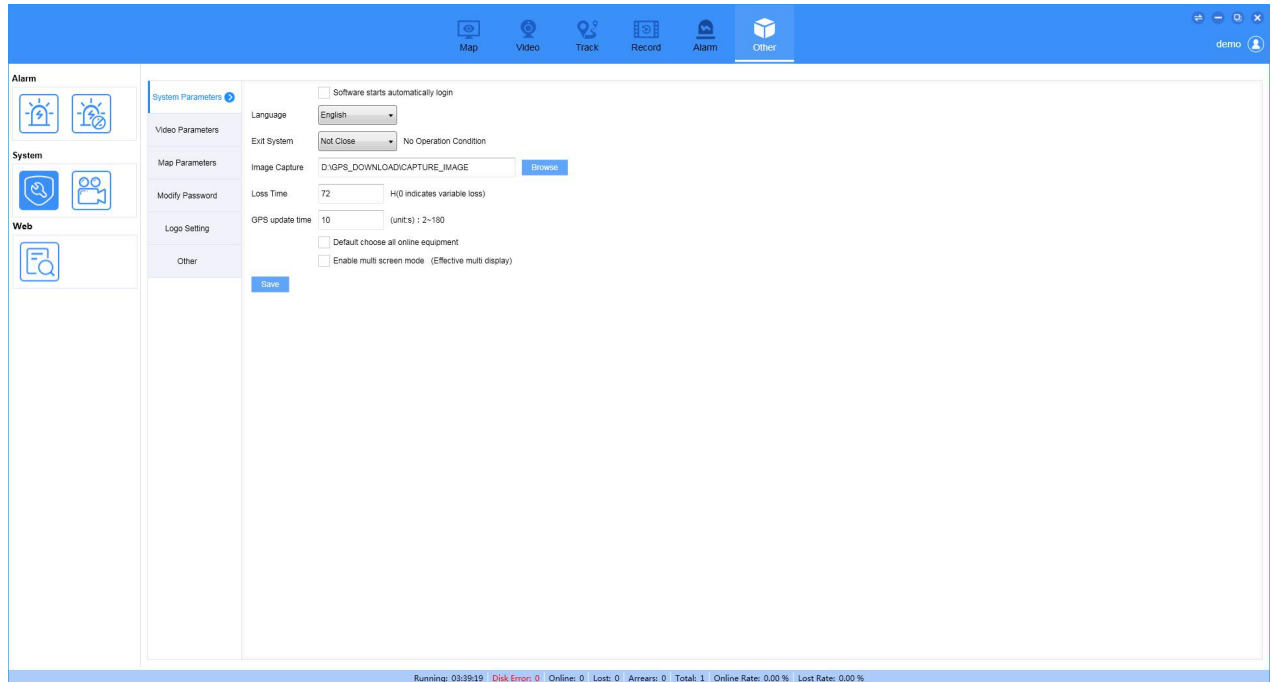 Map Video Track Record Alarm Other
demo
Alarm
System
Web
System Parameters
Video Parameters
Map Parameters
Modify Password
Logo Setting
Other
Software starts automatically login
Language English
Exit System Not Close No Operation Condition
Image Capture D:\GPS_DOWNLOAD\CAPTURE_IMAGE Browse
Loss Time 72 H(0 indicates variable loss)
GPS update time 10 (unit:s) : 2~180
Default choose all online equipment
Enable multi screen mode (Effective multi display)
Save
Running: 03:39:19 Disk Error: 0 Online: 0 Lost: 0 Arrears: 0 Total: 1 Online Rate: 0.00 % Lost Rate: 0.00 %